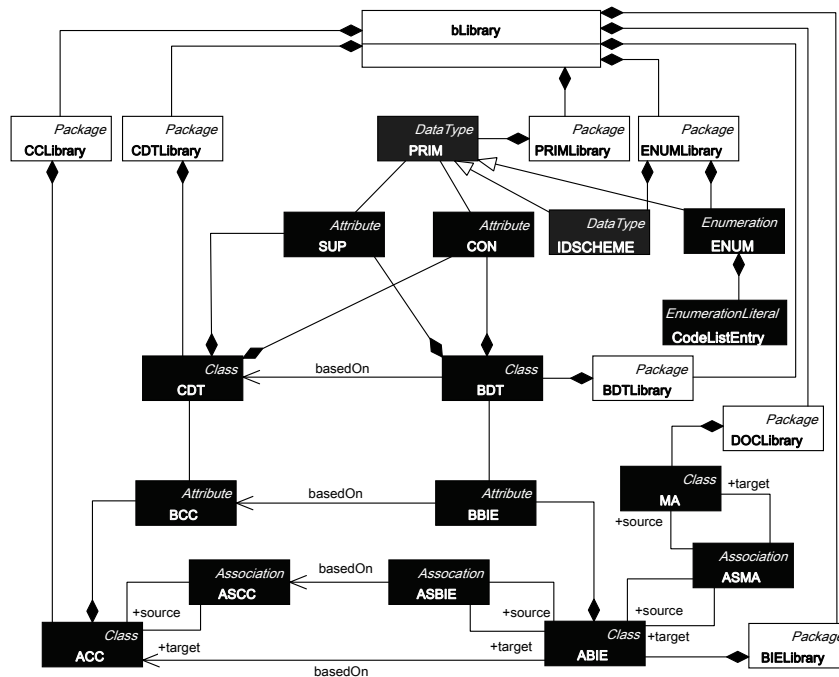 bLibrary
Package
CCLibrary
Package
CDTLibrary
DataType
PRIM
Package
PRIMLibrary
Package
ENUMLibrary
Attribute
SUP
Attribute
CON
DataType
IDSCHEME
Enumeration
ENUM
EnumerationLiteral
CodeListEntry
Class
CDT
basedOn
Class
BDT
Package
BDTLibrary
Package
DOCLibrary
Attribute
BCC
basedOn
Attribute
BBIE
Class
MA
+target
+source
Association
ASCC
basedOn
Assocation
ASBIE
Association
ASMA
+source
+source
+source
Class
ACC
+target
+target
Class
ABIE
+target
Package
BIELibrary
basedOn